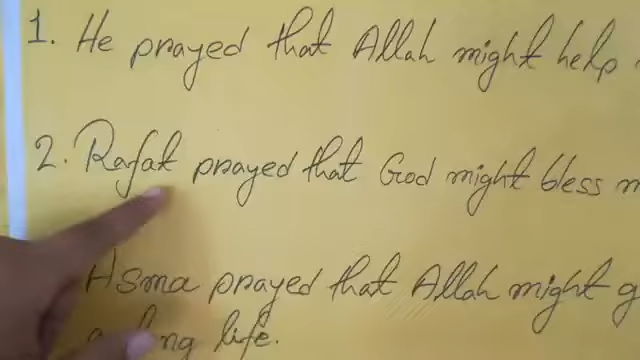 1. He prayed that Allah might help
2. Rafat prayed that God might bless
Asma prayed that Allah might
a long life.